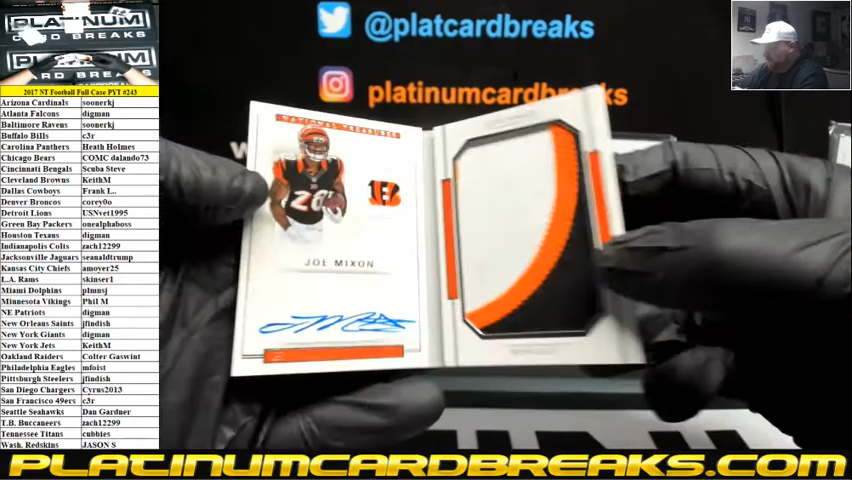 PLATINUM
CARD BREAKS
PLATINUM
CARD BREAKS
2017 NT Football Full Case PYT #243
Arizona Cardinals soonerkj
Atlanta Falcons digman
Baltimore Ravens soonerkj
Buffalo Bills c3r
Carolina Panthers Heath Holmes
Chicago Bears COMC dalando73
Cincinnati Bengals Scuba Steve
Cleveland Browns KeithM
Dallas Cowboys Frank L..
Denver Broncos corey0o
Detroit Lions USNvet1995
Green Bay Packers onealphaboss
Houston Texans digman
Indianapolis Colts zach12299
Jacksonville Jaguars seanaldtrump
Kansas City Chiefs amoyer25
L.A. Rams skinser1
Miami Dolphins plmnsj
Minnesota Vikings Phil M
NE Patriots digman
New Orleans Saints jfindish
New York Giants digman
New York Jets KeithM
Oakland Raiders Colter Gaswint
Philadelphia Eagles mfoist
Pittsburgh Steelers jfindish
San Diego Chargers Cyrus2013
San Francisco 49ers c3r
Seattle Seahawks Dan Gardner
T.B. Buccaneers zach12299
Tennessee Titans cubbies
Wash. Redskins JASON S
@platcardbreaks
platinumcardbreaks
w
NATIONAL TREASURES
28
B
JOE MIXON
PLATINUMCARDBREAKS.COM